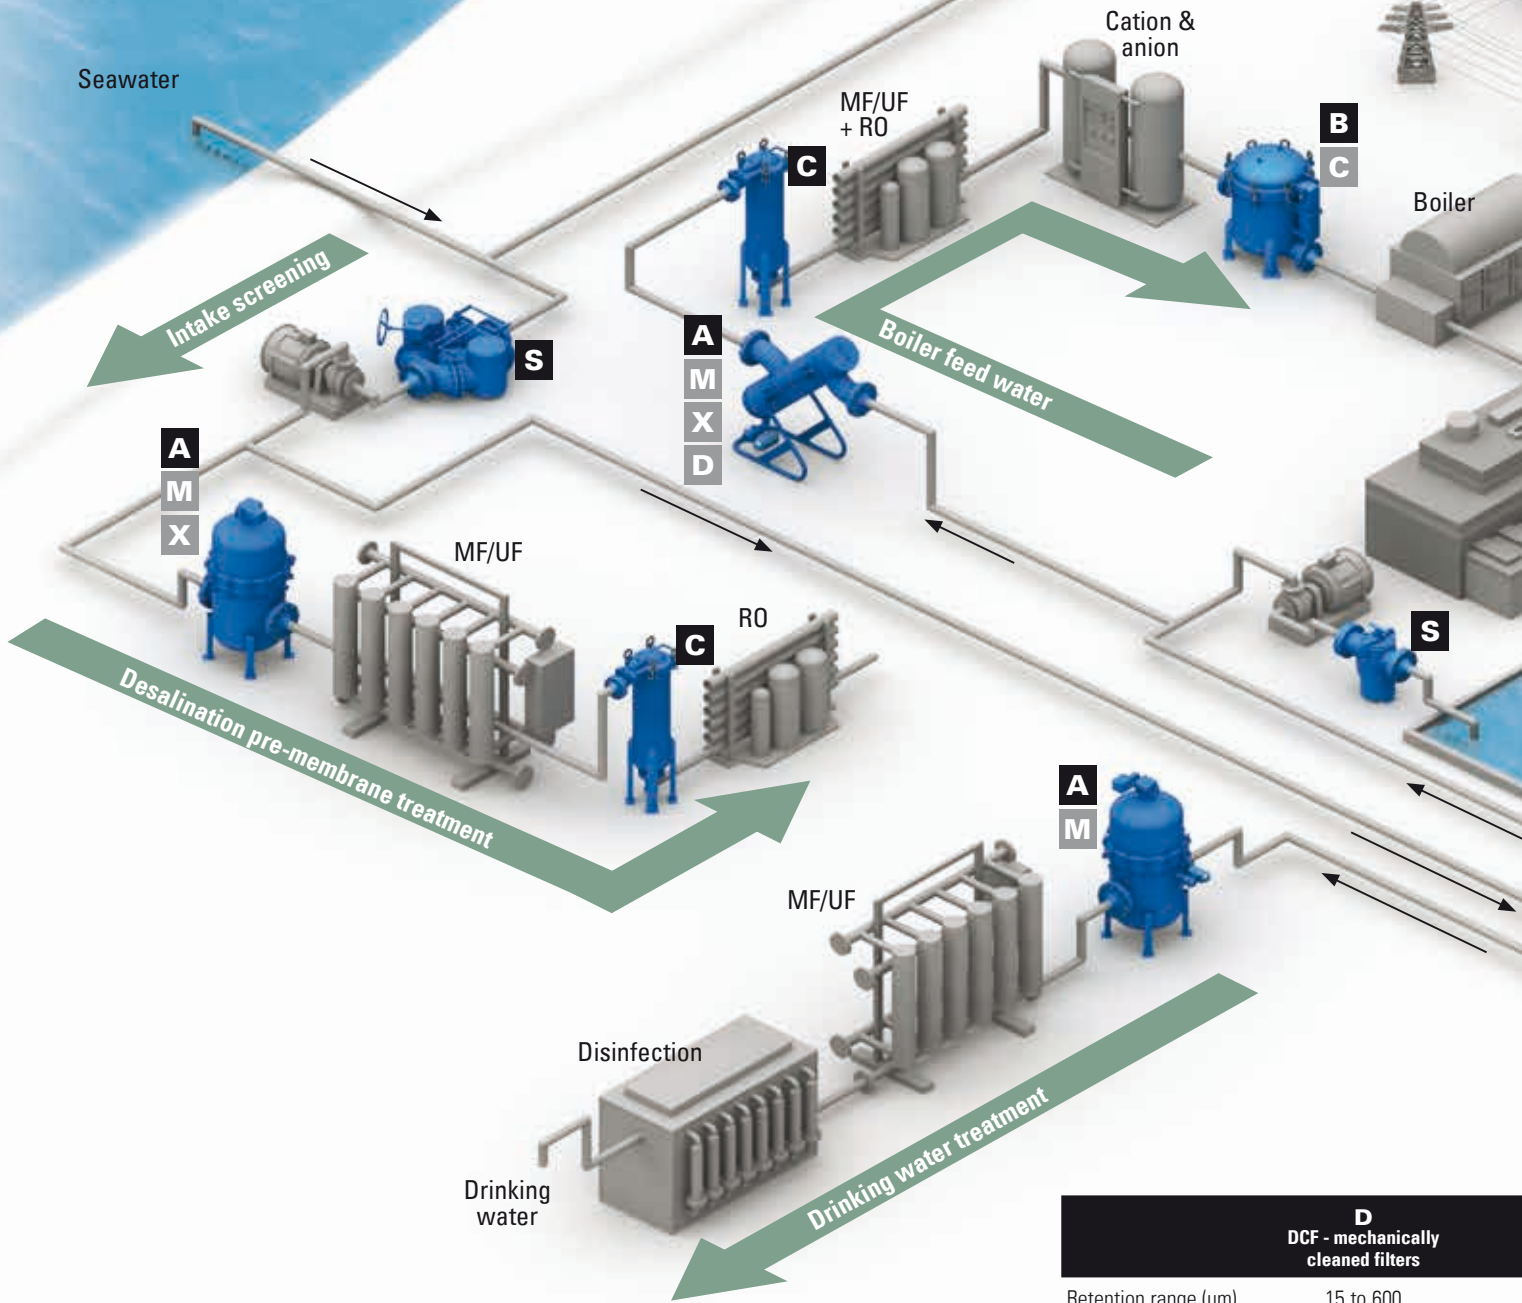 Seawater
Cation &
anion
MF/UF
+ RO
C
B
C
Boiler
Intake screening
S
A
M
X
D
Boiler feed water
A
M
X
MF/UF
C
RO
S
Desalination pre-membrane treatment
A
M
MF/UF
Disinfection
Drinking
water
Drinking water treatment
D
DCF - mechanically
cleaned filters
Retention range (µm)
15 to 600